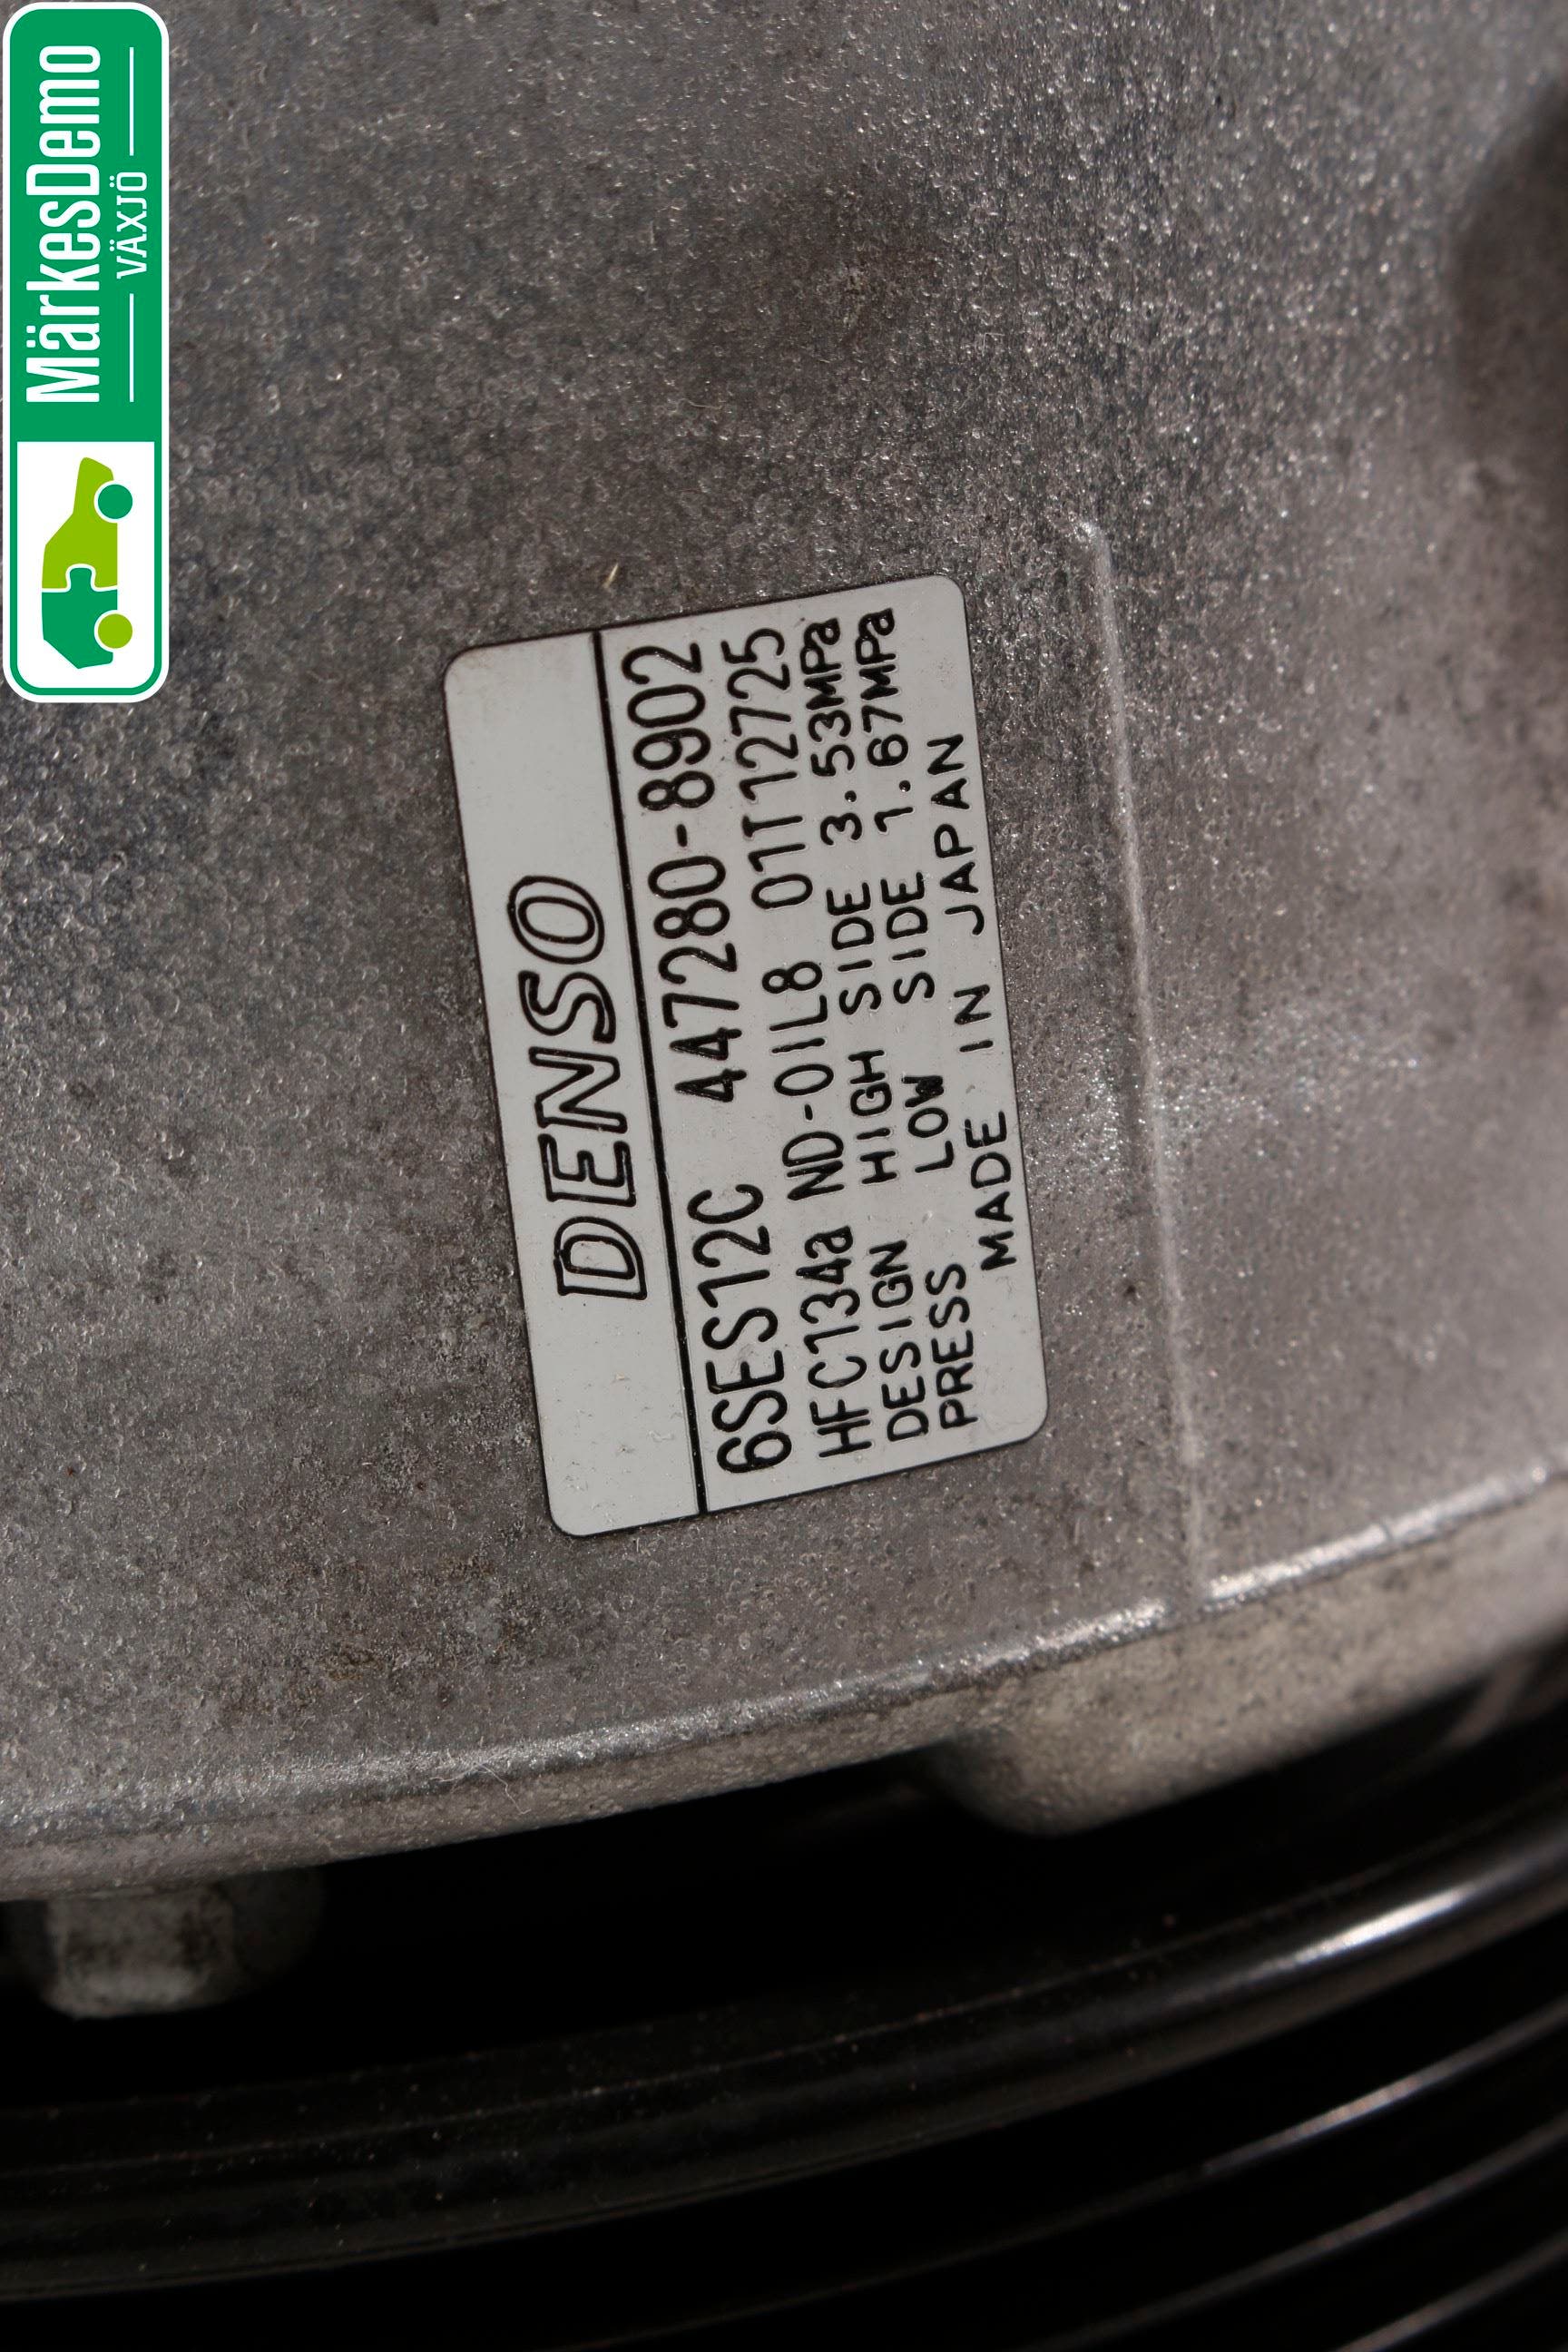 MärkesDemo
VÄXJÖ
DENSO
6SES12C 447280-8902
HFC134a ND-OIL8 01T12725
DESIGN HIGH SIDE 3.53MPa
PRESS LOW SIDE 1.67MPa
MADE IN JAPAN